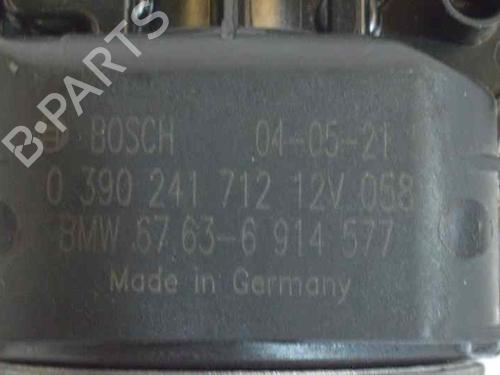 BOSCH 04-05-21
0 390 241 712 12V 058
BMW 67.63-6 914 577
Made in Germany